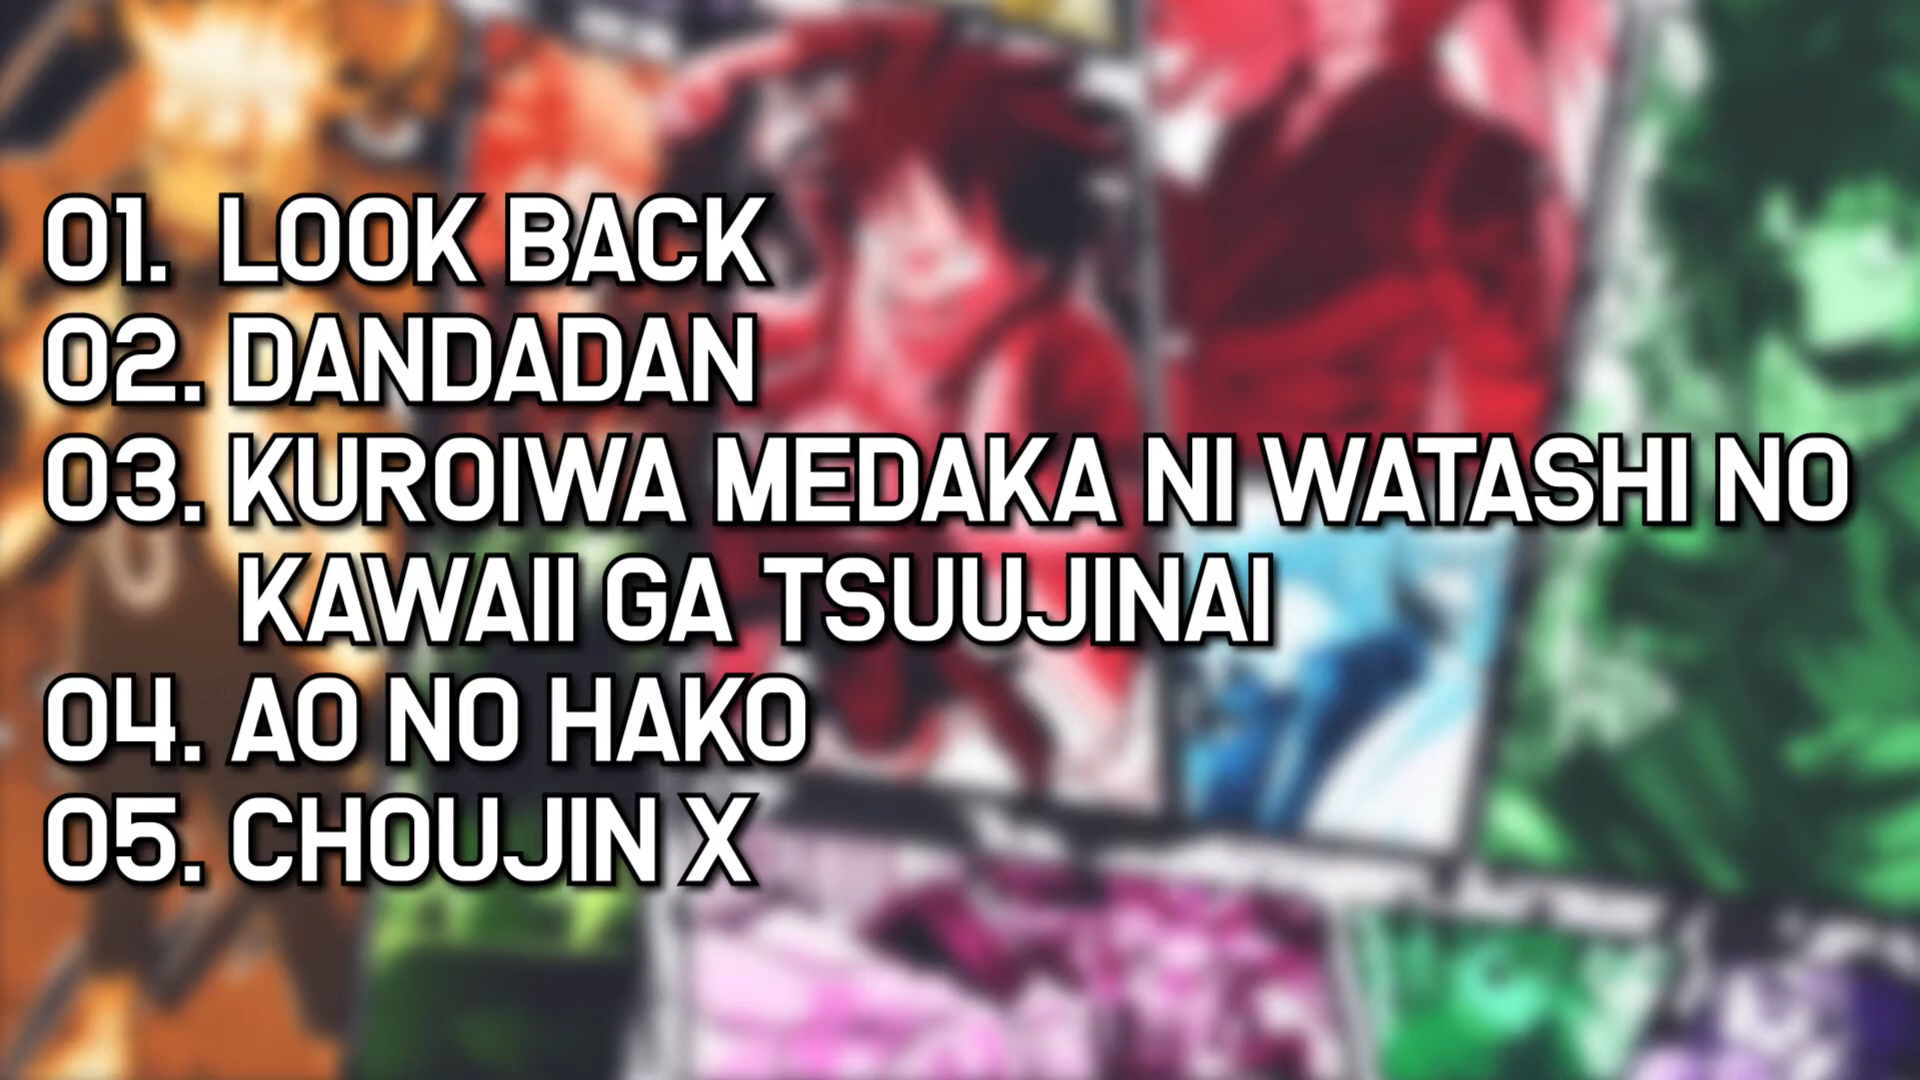 01. LOOK BACK
02. DANDADAN
03. KUROIWA MEDAKA NI WATASHI NO
KAWAII GA TSUUJINAI
04. AO NO HAKO
05. CHOUJIN X